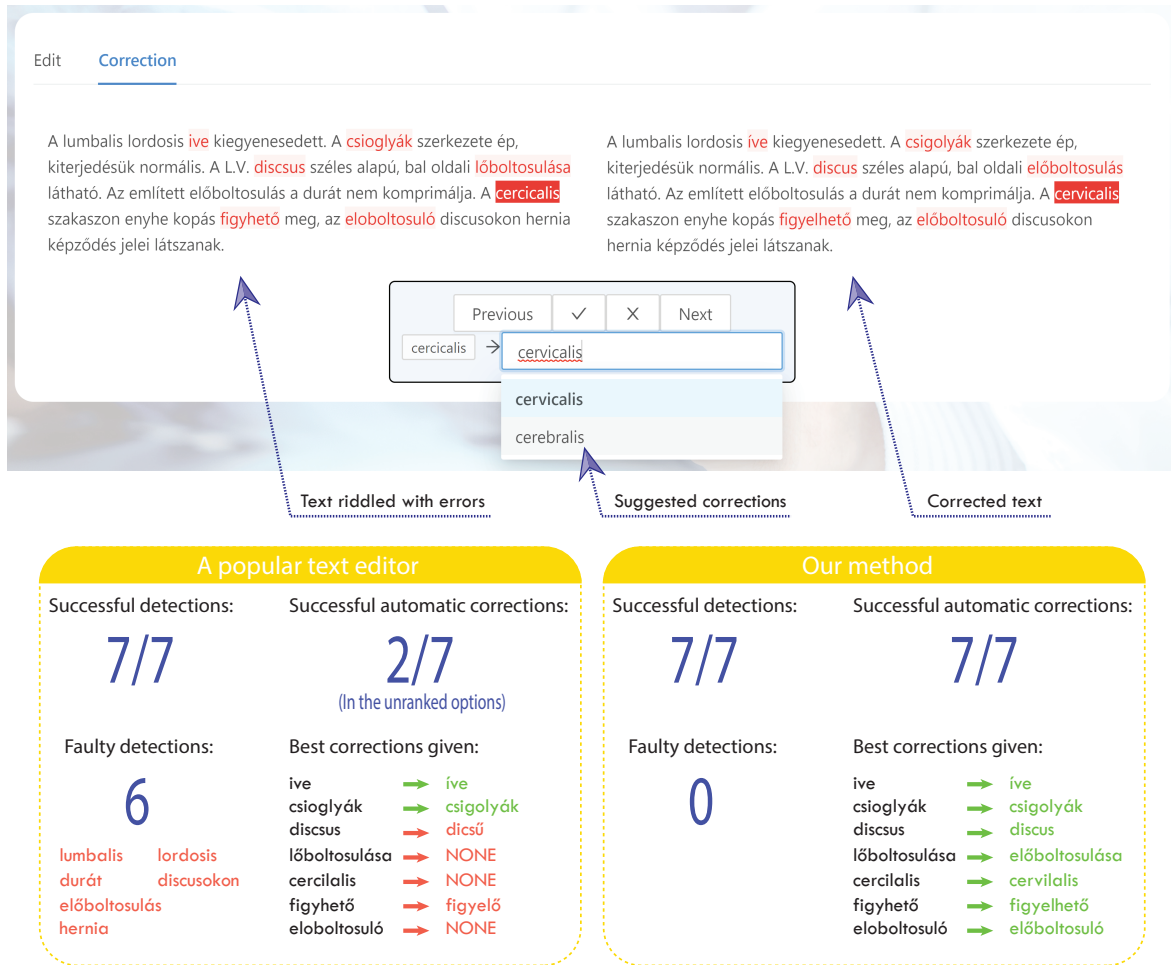 Edit Correction
A lumbalis lordosis ive kiegyenesedett. A csioglyák szerkezete ép,
kiterjedésük normális. A L.V. discsus széles alapú, bal oldali lőboltosulása
látható. Az említett előboltosulás a durát nem komprimálja. A cercicalis
szakaszon enyhe kopás figyhető meg, az eloboltosuló discusokon hernia
képződés jelei látszanak.
A lumbalis lordosis íve kiegyenesedett. A csigolyák szerkezete ép,
kiterjedésük normális. A L.V. discus széles alapú, bal oldali előboltosulás
látható. Az említett előboltosulás a durát nem komprimálja. A cervicalis
szakaszon enyhe kopás figyelhető meg, az előboltosuló discusokon
hernia képződés jelei látszanak.
Previous Next
cercicalis cervicalis
cervicalis
cerebralis
Text riddled with errors Suggested corrections Corrected text
A popular text editor
Successful detections: Successful automatic corrections:
7/7 2/7
(In the unranked options)
Faulty detections: Best corrections given:
6
lumbalis lordosis
durát discusokon
előboltosulás
hernia
ive íve
csioglyák csigolyák
discsus dicsű
lőboltosulása NONE
cercilalis NONE
figyhető figyelő
eloboltosuló NONE
Our method
Successful detections: Successful automatic corrections:
7/7 7/7
Faulty detections: Best corrections given:
0
ive íve
csioglyák csigolyák
discsus discus
lőboltosulása előboltosulása
cercilalis cervilalis
figyhető figyelhető
eloboltosuló előboltosuló